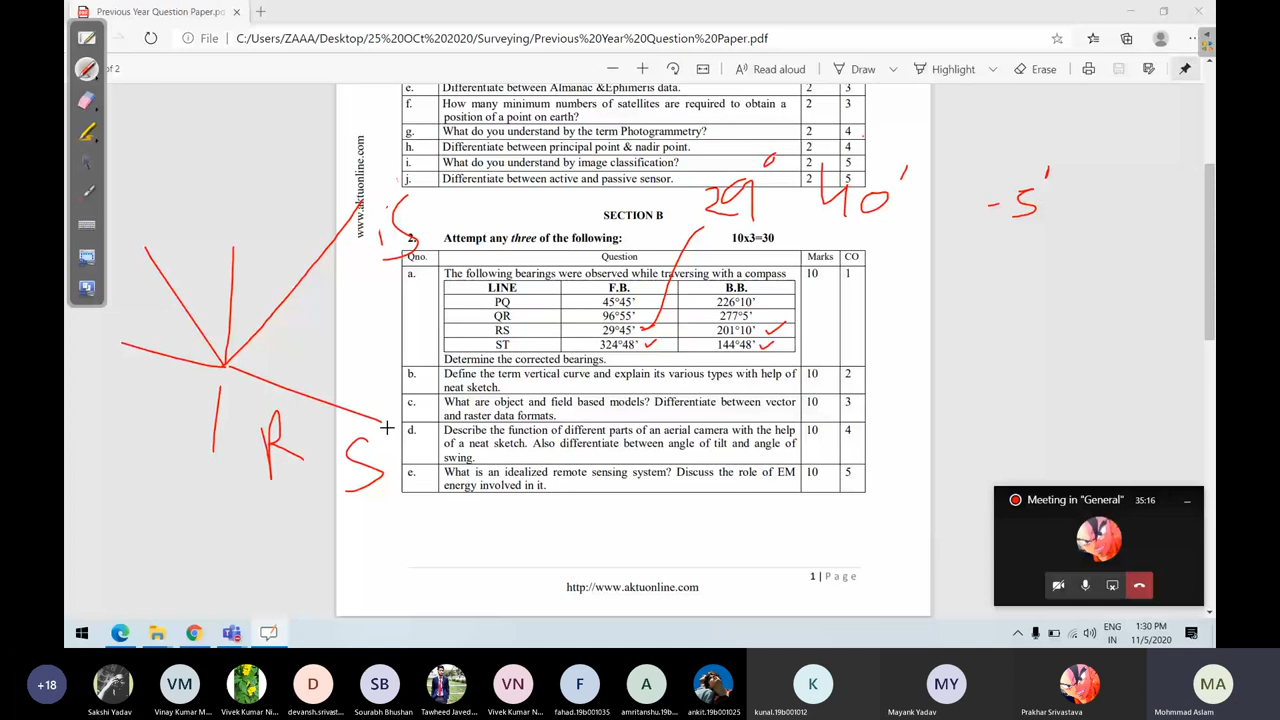 Previous Year Question Paper.pdf
File C:/Users/ZAAA/Desktop/25%20OCt%202020/Surveying/Previous%20Year%20Question%20Paper.pdf
of 2 Read aloud Draw Highlight Erase
e. Differentiate between Almanac &Ephimeris data. 2 3
f. How many minimum numbers of satellites are required to obtain a 2 3
position of a point on earth?
g. What do you understand by the term Photogrammetry? 2 4
h. Differentiate between principal point & nadir point. 2 4
i. What do you understand by image classification? 2 5
j. Differentiate between active and passive sensor. 2 5
www.aktuonline.com
29° 40' -5'
is
SECTION B
2. Attempt any three of the following: 10x3=30
Qno. Question Marks CO
a. The following bearings were observed while traversing with a compass 10 1
LINE F.B. B.B.
PQ 45°45' 226°10'
QR 96°55' 277°5'
RS 29°45' 201°10'
ST 324°48' 144°48'
Determine the corrected bearings.
b. Define the term vertical curve and explain its various types with help of 10 2
neat sketch.
c. What are object and field based models? Differentiate between vector 10 3
and raster data formats.
d. Describe the function of different parts of an aerial camera with the help 10 4
of a neat sketch. Also differentiate between angle of tilt and angle of
swing.
e. What is an idealized remote sensing system? Discuss the role of EM 10 5
energy involved in it.
R S
1 | Page
http://www.aktuonline.com
Meeting in "General" 35:16
ENG
IN
1:30 PM
11/5/2020
+18 VM D SB VN F A K MY MA
Sakshi Yadav Vinay Kumar M... Vivek Kumar Ni... devansh.srivast... Sourabh Bhushan Tawheed Javed... Vivek Kumar N... fahad.19b001035 amritanshu.19... ankit.19b001025 kunal.19b001012 Mayank Yadav Prakhar Srivastava Mohmmad Aslam